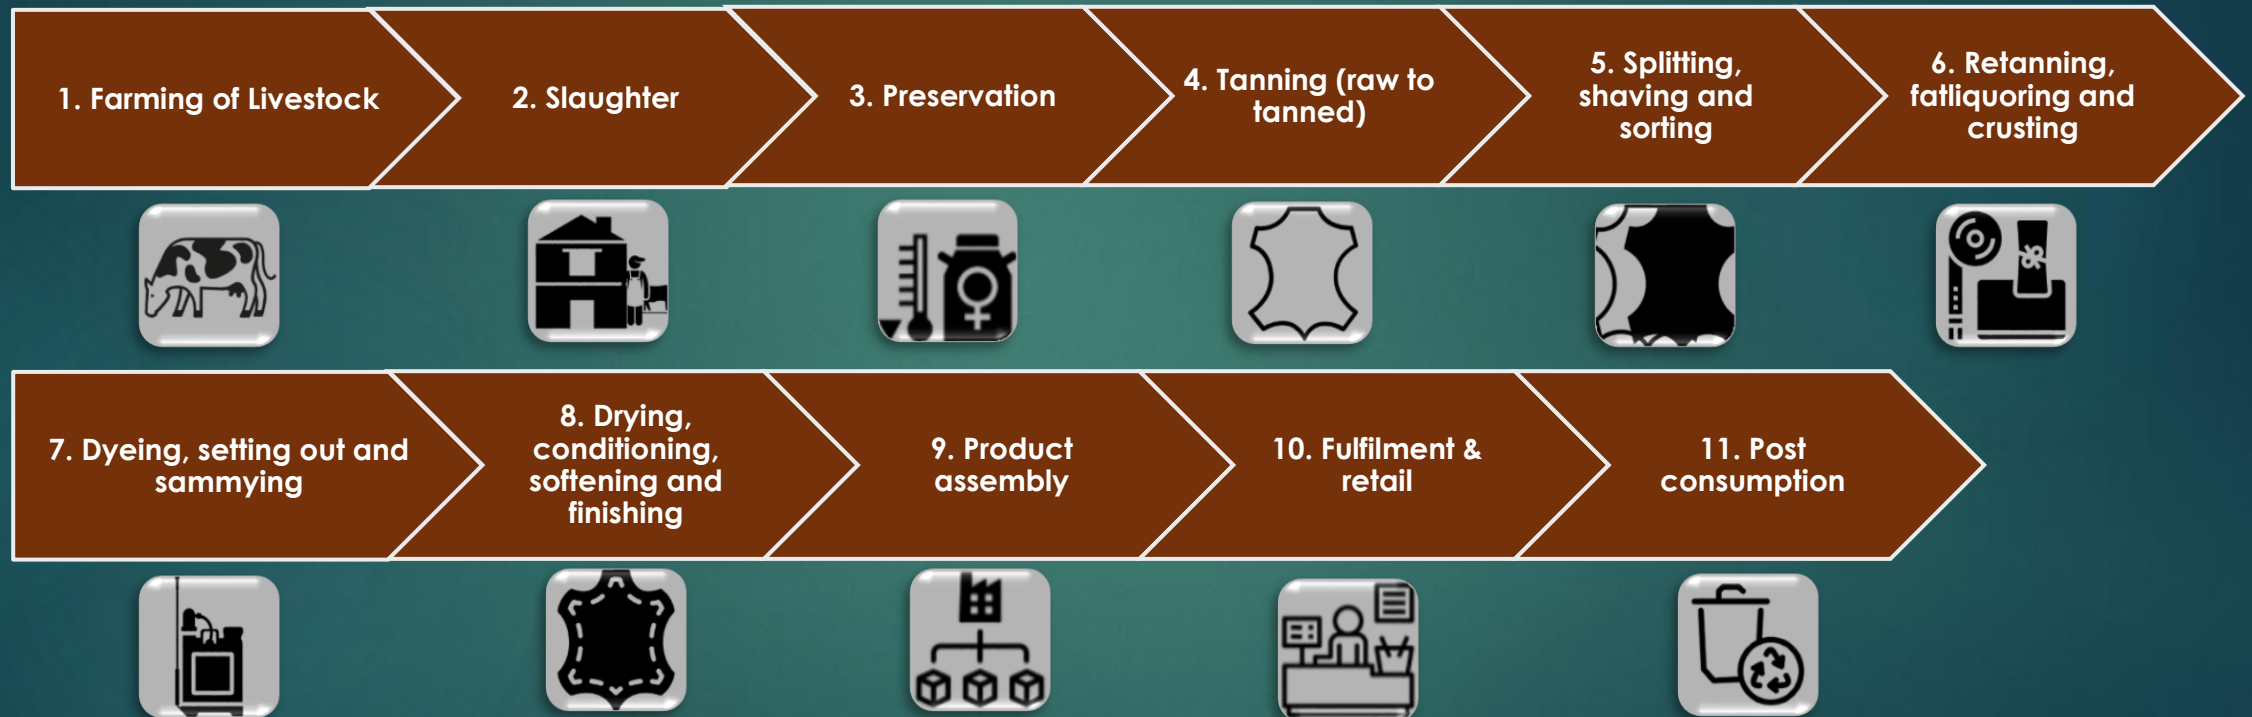 1. Farming of Livestock
2. Slaughter
3. Preservation
4. Tanning (raw to
tanned)
5. Splitting,
shaving and
sorting
6. Retanning,
fatliquoring and
crusting
7. Dyeing, setting out and
sammying
8. Drying,
conditioning,
softening and
finishing
9. Product
assembly
10. Fulfilment &
retail
11. Post
consumption